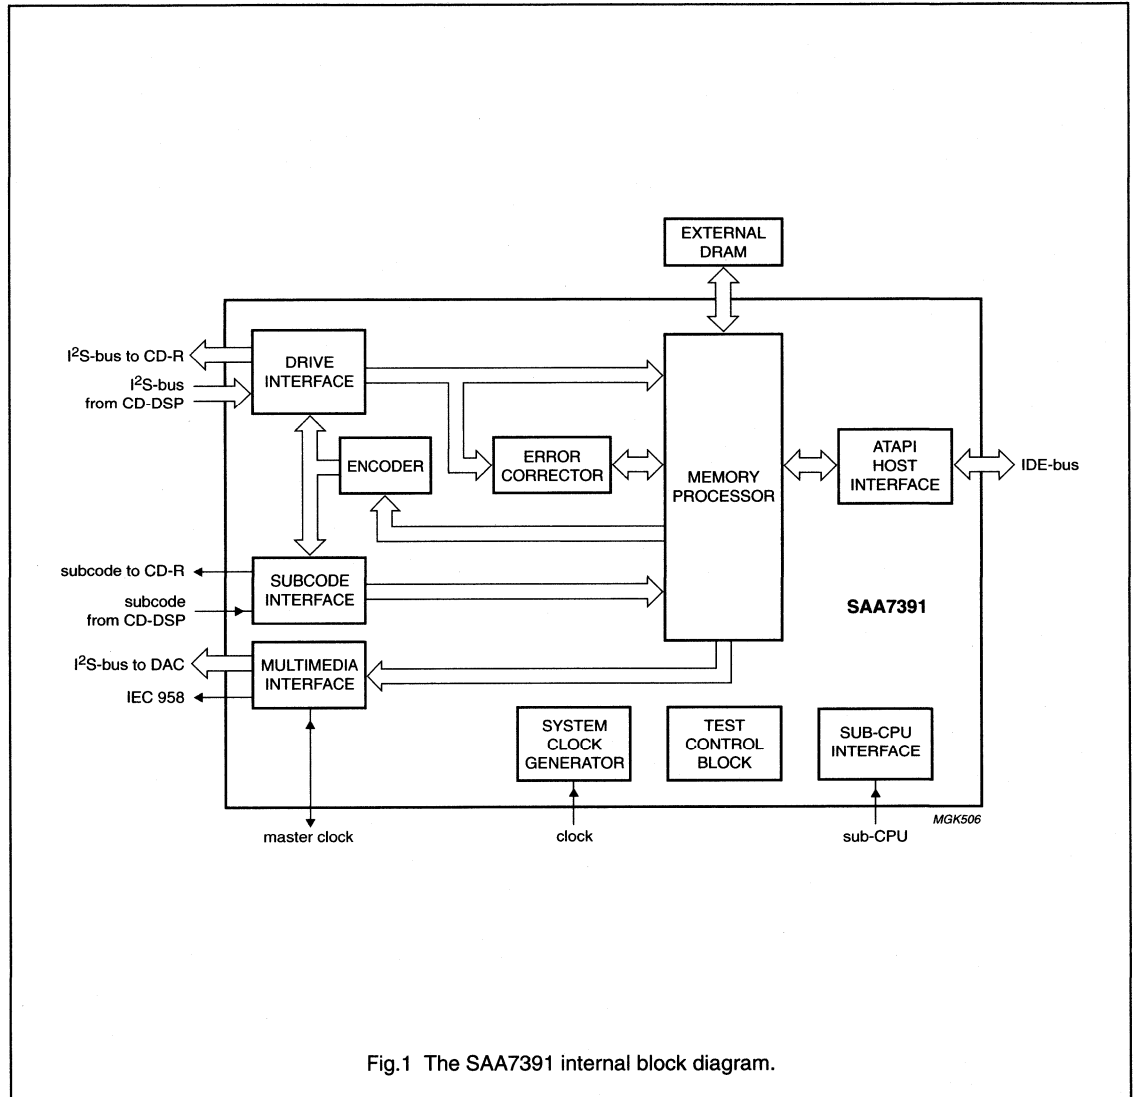 EXTERNAL
DRAM
I²S-bus to CD-R
I²S-bus
from CD-DSP
DRIVE
INTERFACE
ENCODER
ERROR
CORRECTOR
MEMORY
PROCESSOR
ATAPI
HOST
INTERFACE
IDE-bus
subcode to CD-R
subcode
from CD-DSP
SUBCODE
INTERFACE
SAA7391
I²S-bus to DAC
IEC 958
MULTIMEDIA
INTERFACE
SYSTEM
CLOCK
GENERATOR
TEST
CONTROL
BLOCK
SUB-CPU
INTERFACE
MGK506
master clock
clock
sub-CPU
Fig.1 The SAA7391 internal block diagram.